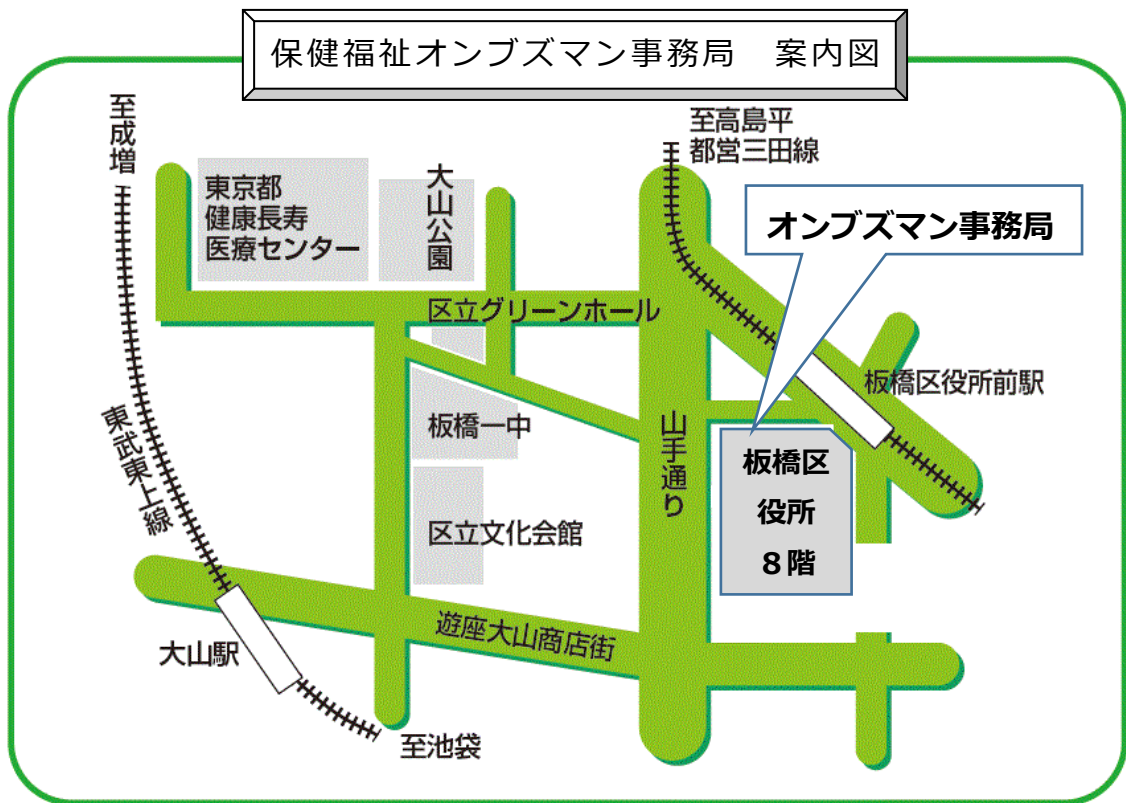 保健福祉オンブズマン事務局　案内図
至成増
至高島平
都営三田線
東京都
健康長寿
医療センター
大山公園
オンブズマン事務局
区立グリーンホール
板橋区役所前駅
東武東上線
板橋一中
山手通り
板橋区
役所
８階
区立文化会館
遊座大山商店街
大山駅
至池袋